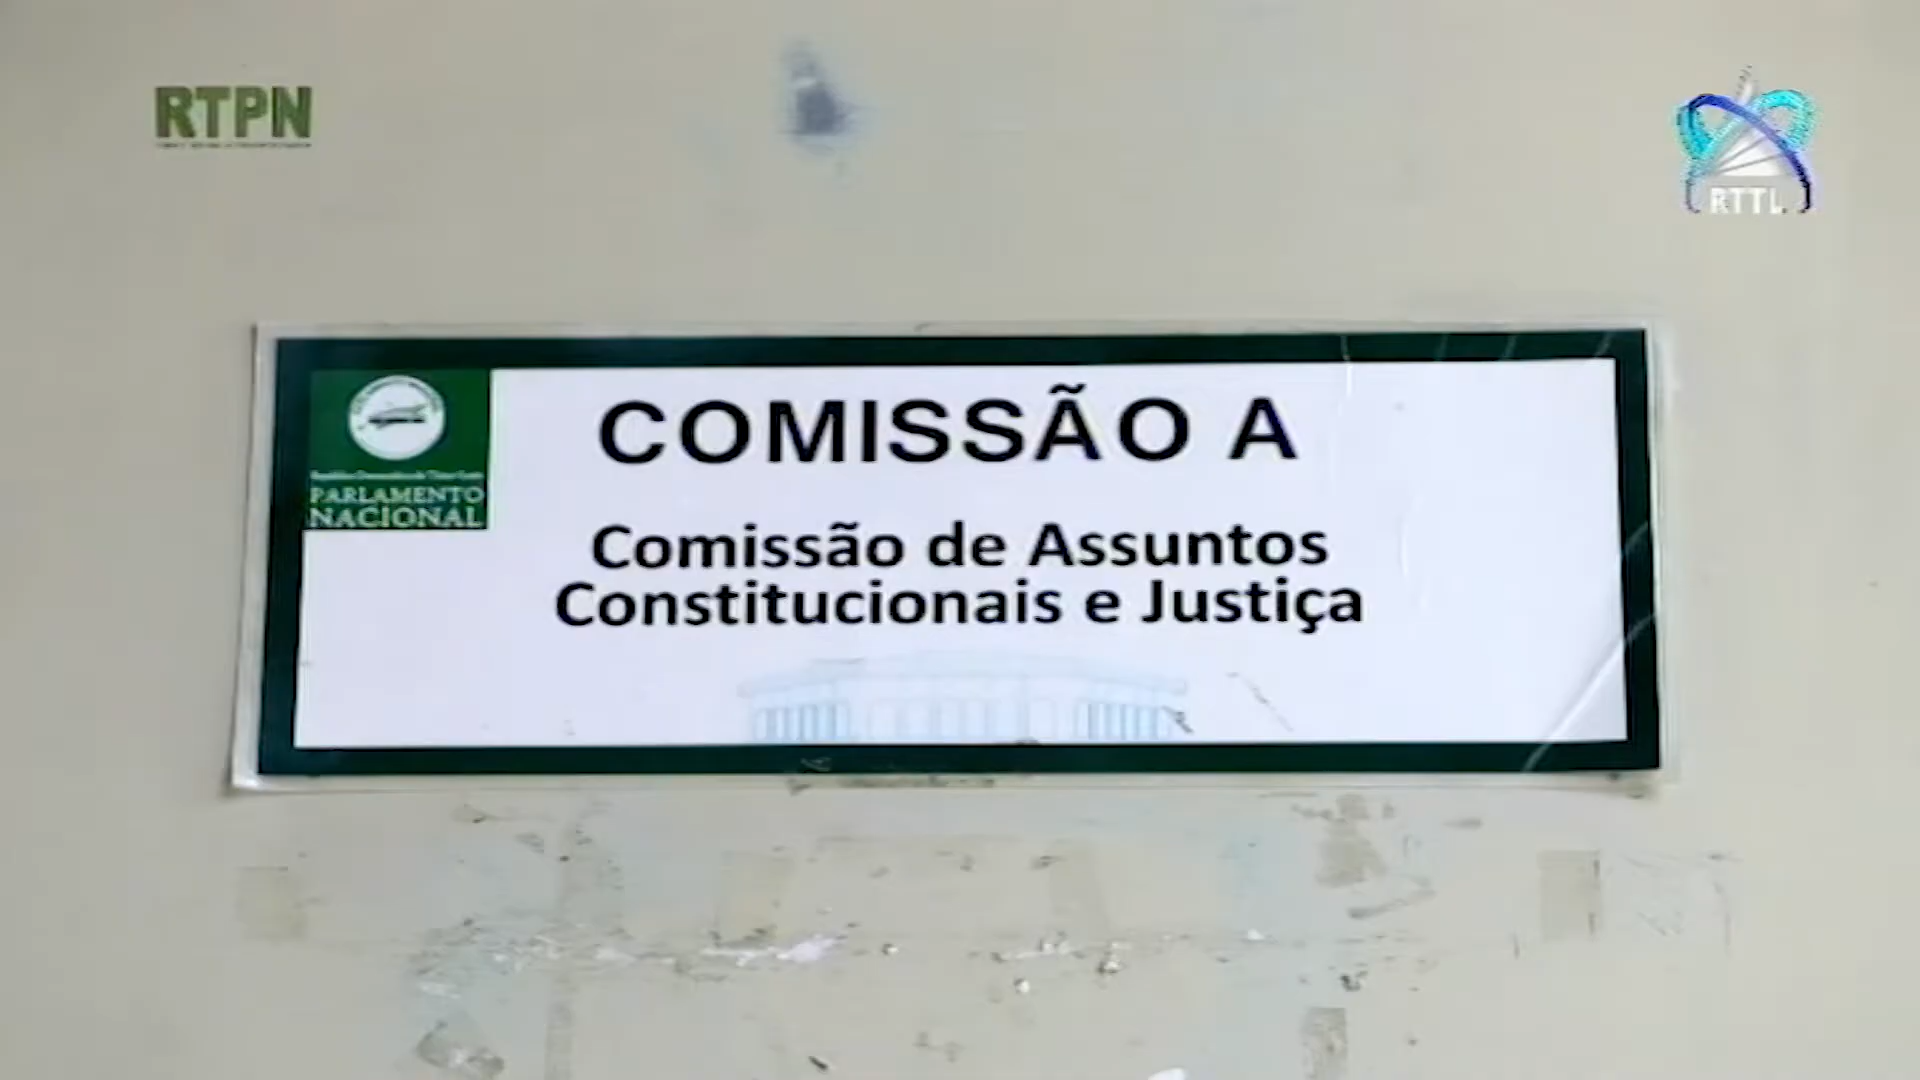 RTPN
RTTL
COMISSÃO A
PARLAMENTO
NACIONAL
Comissão de Assuntos
Constitucionais e Justiça